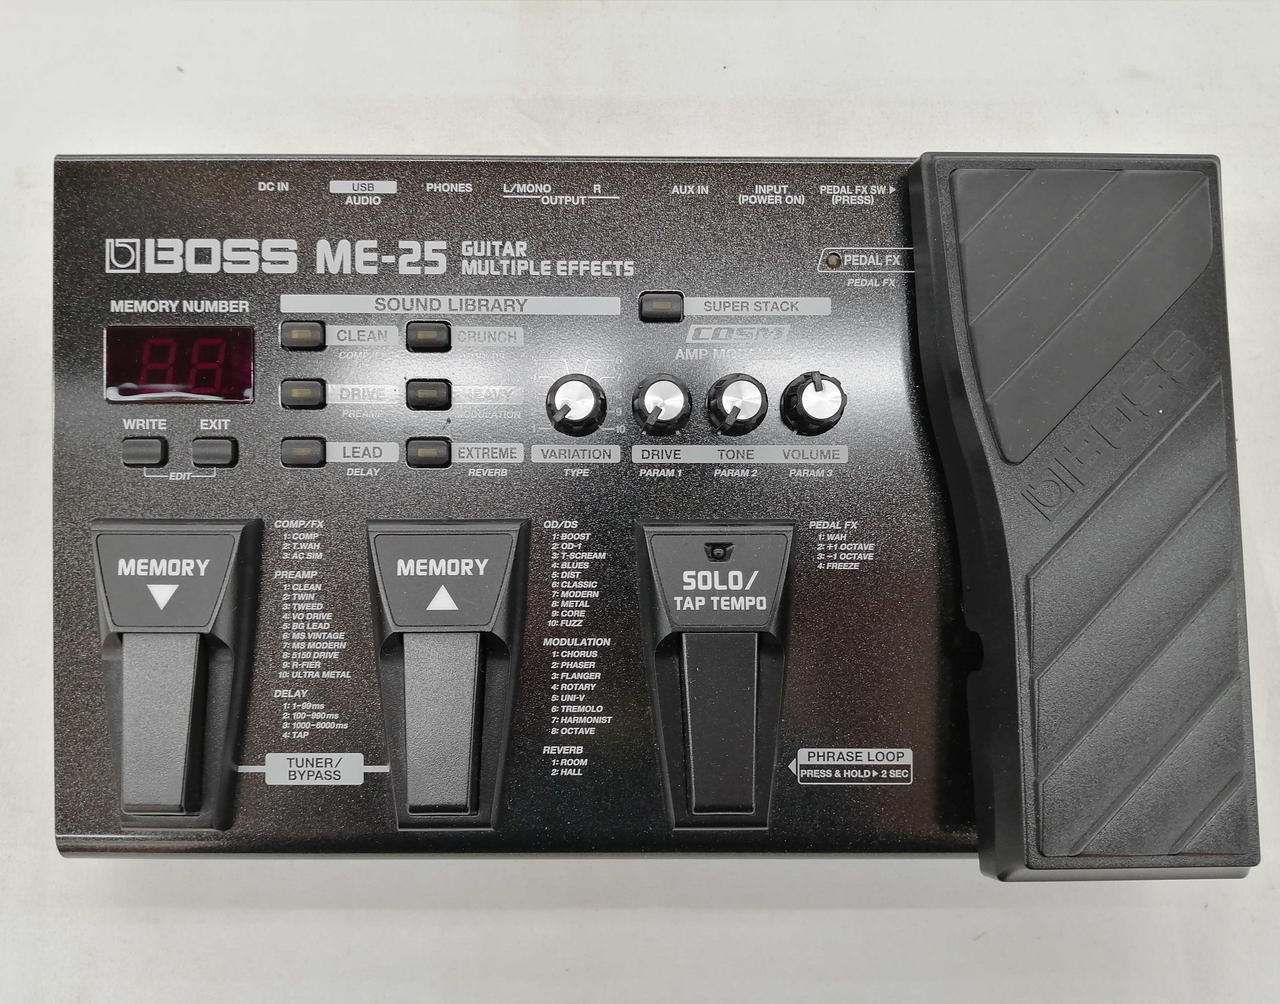 DC IN
USB
AUDIO
PHONES
L/MONO R
OUTPUT
AUX IN
INPUT
(POWER ON)
PEDAL FX SW ▶
(PRESS)
BOSS ME-25 GUITAR
MULTIPLE EFFECTS
PEDAL FX
PEDAL FX
MEMORY NUMBER
SOUND LIBRARY
SUPER STACK
CLEAN
CRUNCH
COSM
AMP
COMP/FX
DRIVE
HEAVY
PREAMP
MODULATION
6
1
9
10
WRITE
EXIT
EDIT
LEAD
EXTREME
DELAY
REVERB
VARIATION
TYPE
DRIVE
PARAM 1
TONE
PARAM 2
VOLUME
PARAM 3
BOSS
MEMORY
▼
COMP/FX
1: COMP
2: T.WAH
3: AC SIM
PREAMP
1: CLEAN
2: TWIN
3: TWEED
4: VO DRIVE
5: BG LEAD
6: MS VINTAGE
7: MS MODERN
8: 5150 DRIVE
9: R-FIER
10: ULTRA METAL
DELAY
1: 1-99ms
2: 100-990ms
3: 1000-6000ms
4: TAP
TUNER/
BYPASS
MEMORY
▲
OD/DS
1: BOOST
2: OD-1
3: T-SCREAM
4: BLUES
5: DIST
6: CLASSIC
7: MODERN
8: METAL
9: CORE
10: FUZZ
MODULATION
1: CHORUS
2: PHASER
3: FLANGER
4: ROTARY
5: UNI-V
6: TREMOLO
7: HARMONIST
8: OCTAVE
REVERB
1: ROOM
2: HALL
SOLO/
TAP TEMPO
PEDAL FX
1: WAH
2: +1 OCTAVE
3: -1 OCTAVE
4: FREEZE
PHRASE LOOP
PRESS & HOLD ▶ 2 SEC